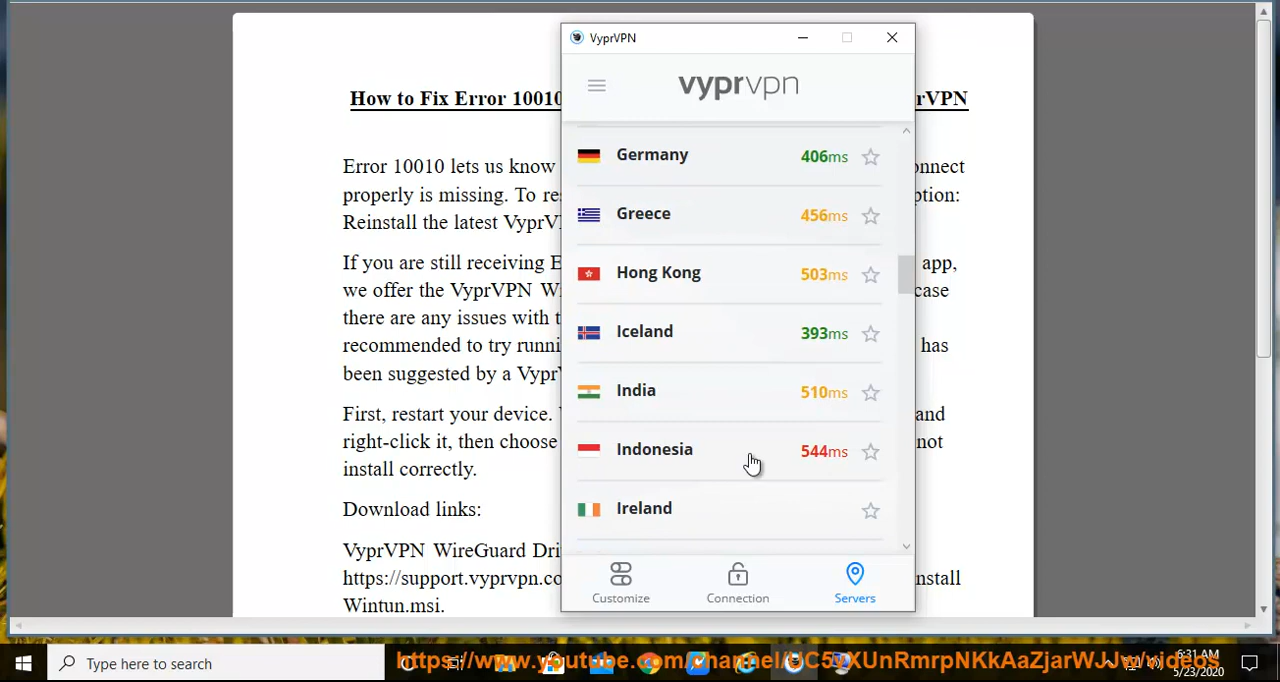 VyprVPN
vyprvpn
How to Fix Error 10010
rVPN
Error 10010 lets us know
onnect
properly is missing. To re
ption:
Reinstall the latest VyprV
If you are still receiving E
app,
we offer the VyprVPN Wi
case
there are any issues with t
recommended to try runni
has
been suggested by a Vypr
First, restart your device.
and
right-click it, then choose
not
install correctly.
Download links:
VyprVPN WireGuard Dri
https://support.vyprvpn.co
nstall
Wintun.msi.
Germany 406ms
Greece 456ms
Hong Kong 503ms
Iceland 393ms
India 510ms
Indonesia 544ms
Ireland
Customize Connection Servers
Type here to search
6:31 AM
5/23/2020